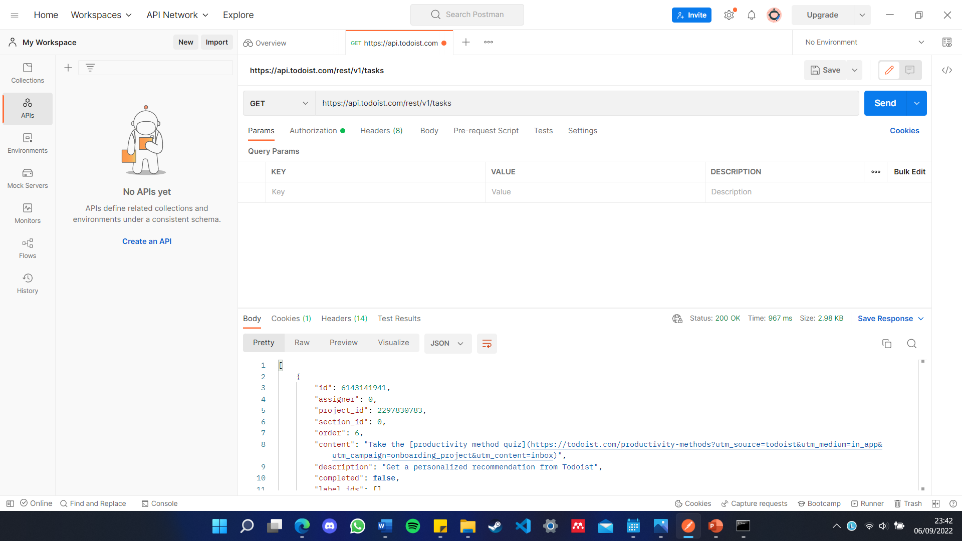 Home Workspaces API Network Explore Search Postman Invite Upgrade
My Workspace New Import Overview GET https://api.todoist.com No Environment
Collections
APIs
Environments
Mock Servers
Monitors
Flows
History
No APIs yet
APIs define related collections and
environments under a consistent schema.
Create an API
https://api.todoist.com/rest/v1/tasks Save
GET https://api.todoist.com/rest/v1/tasks Send
Params Authorization Headers (8) Body Pre-request Script Tests Settings Cookies
Query Params
KEY VALUE DESCRIPTION Bulk Edit
Key Value Description
Body Cookies (1) Headers (14) Test Results Status: 200 OK Time: 967 ms Size: 2.98 KB Save Response
Pretty Raw Preview Visualize JSON
1 [
2 {
3 "id": 6143141941,
4 "assigner": 0,
5 "project_id": 2297830783,
6 "section_id": 0,
7 "order": 6,
8 "content": "Take the [productivity method quiz](https://todoist.com/productivity-methods?utm_source=todoist&utm_medium=in_app&
utm_campaign=onboarding_project&utm_content=inbox)",
9 "description": "Get a personalized recommendation from Todoist",
10 "completed": false,
11 "label_ids": [],
Online Find and Replace Console Cookies Capture requests Bootcamp Runner Trash
23:42
06/09/2022